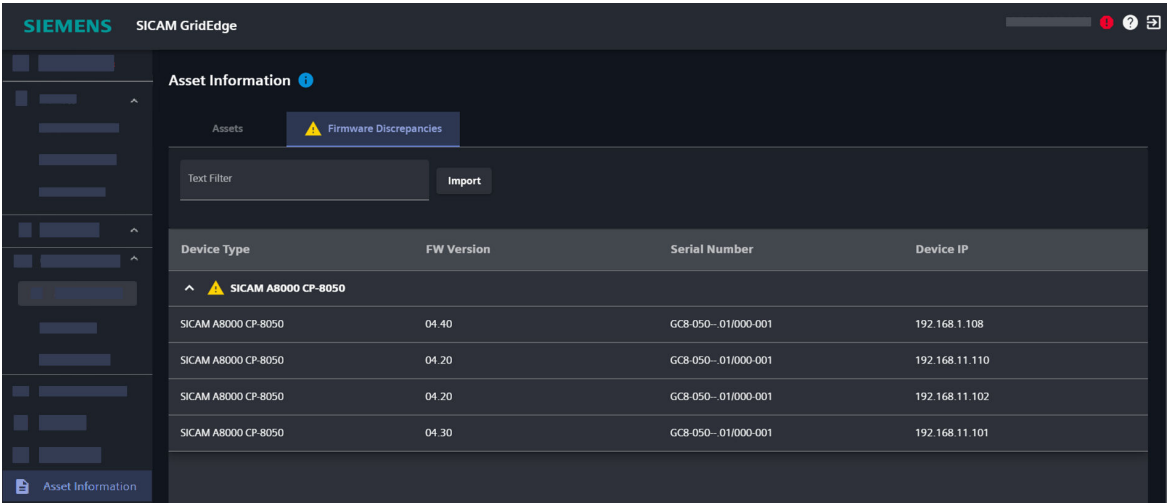 SIEMENS SICAM GridEdge
Asset Information
Assets Firmware Discrepancies
Text Filter Import
Device Type FW Version Serial Number Device IP
SICAM A8000 CP-8050
SICAM A8000 CP-8050 04.40 GC8-050--.01/000-001 192.168.1.108
SICAM A8000 CP-8050 04.20 GC8-050--.01/000-001 192.168.11.110
SICAM A8000 CP-8050 04.20 GC8-050--.01/000-001 192.168.11.102
SICAM A8000 CP-8050 04.30 GC8-050--.01/000-001 192.168.11.101
Asset Information